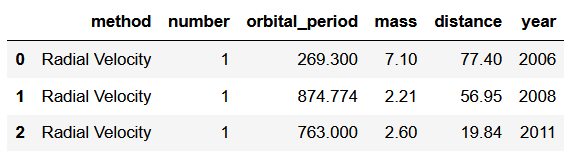 method number orbital_period mass distance year
0 Radial Velocity 1 269.300 7.10 77.40 2006
1 Radial Velocity 1 874.774 2.21 56.95 2008
2 Radial Velocity 1 763.000 2.60 19.84 2011